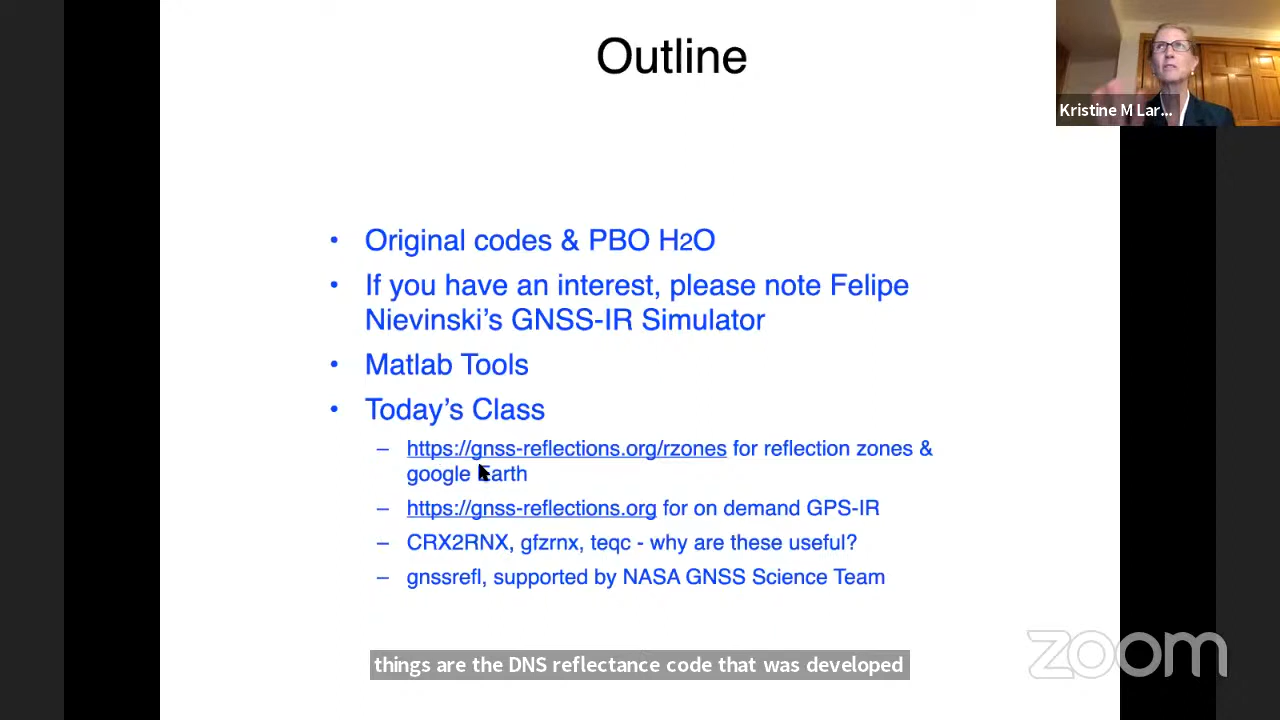 Outline
Kristine M Lar...
• Original codes & PBO H2O
• If you have an interest, please note Felipe
Nievinski's GNSS-IR Simulator
• Matlab Tools
• Today's Class
– https://gnss-reflections.org/rzones for reflection zones &
google Earth
– https://gnss-reflections.org for on demand GPS-IR
– CRX2RNX, gfzrnx, teqc - why are these useful?
– gnssrefl, supported by NASA GNSS Science Team
things are the DNS reflectance code that was developed
zoom